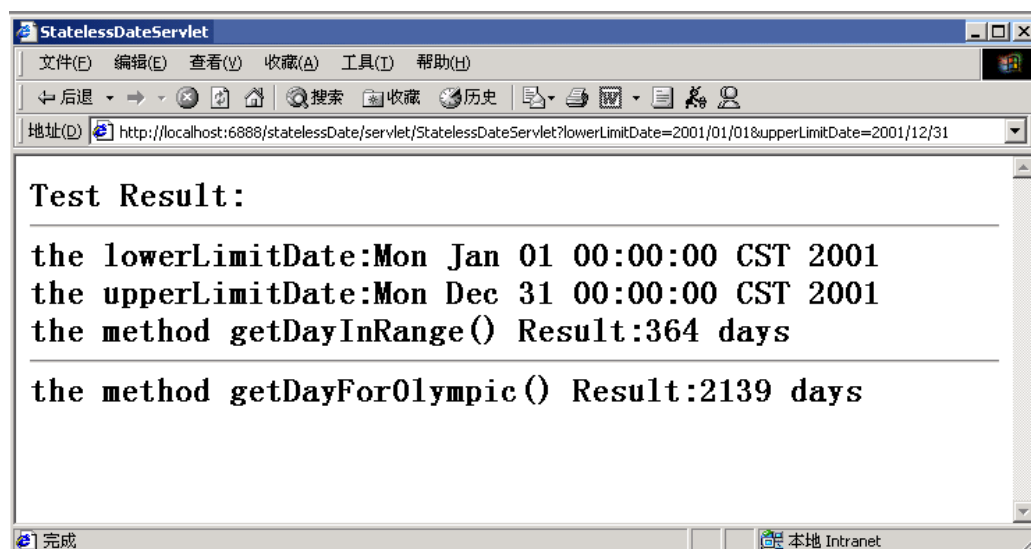 StatelessDateServlet
文件(F) 编辑(E) 查看(V) 收藏(A) 工具(T) 帮助(H)
后退 搜索 收藏 历史
地址(D) http://localhost:6888/statelessDate/servlet/StatelessDateServlet?lowerLimitDate=2001/01/01&upperLimitDate=2001/12/31
Test Result:
the lowerLimitDate:Mon Jan 01 00:00:00 CST 2001
the upperLimitDate:Mon Dec 31 00:00:00 CST 2001
the method getDayInRange() Result:364 days
the method getDayForOlympic() Result:2139 days
完成 本地 Intranet